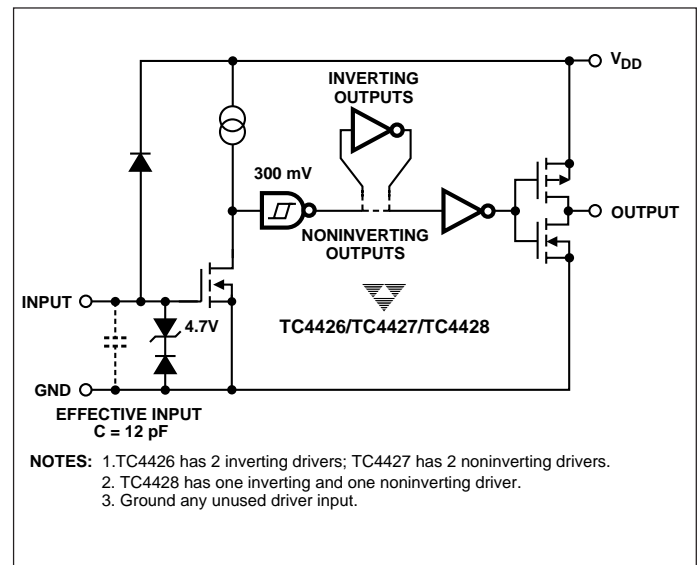 V_DD
INVERTING
OUTPUTS
300 mV
OUTPUT
NONINVERTING
OUTPUTS
INPUT
4.7V
TC4426/TC4427/TC4428
GND
EFFECTIVE INPUT
C = 12 pF
NOTES: 1.TC4426 has 2 inverting drivers; TC4427 has 2 noninverting drivers.
2. TC4428 has one inverting and one noninverting driver.
3. Ground any unused driver input.